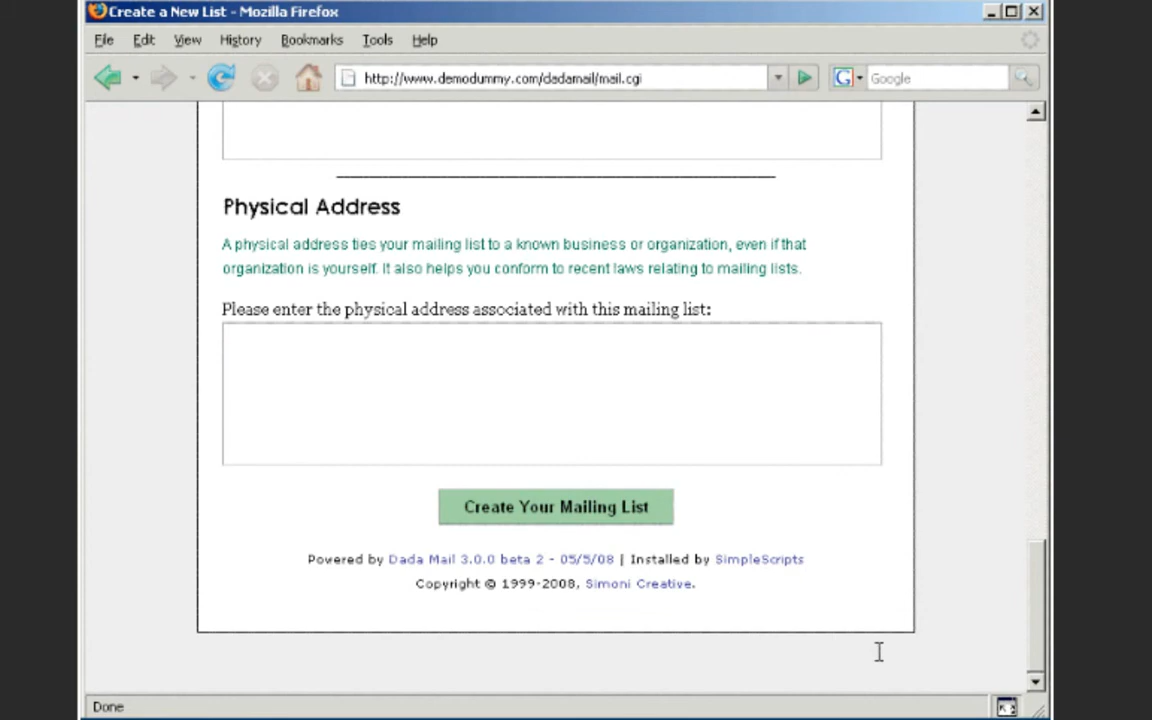 Create a New List - Mozilla Firefox
File Edit View History Bookmarks Tools Help
http://www.demodummy.com/dadamail/mail.cgi
G Google
Physical Address
A physical address ties your mailing list to a known business or organization, even if that
organization is yourself. It also helps you conform to recent laws relating to mailing lists.
Please enter the physical address associated with this mailing list:
Create Your Mailing List
Powered by Dada Mail 3.0.0 beta 2 - 05/5/08 | Installed by SimpleScripts
Copyright © 1999-2008, Simoni Creative.
Done